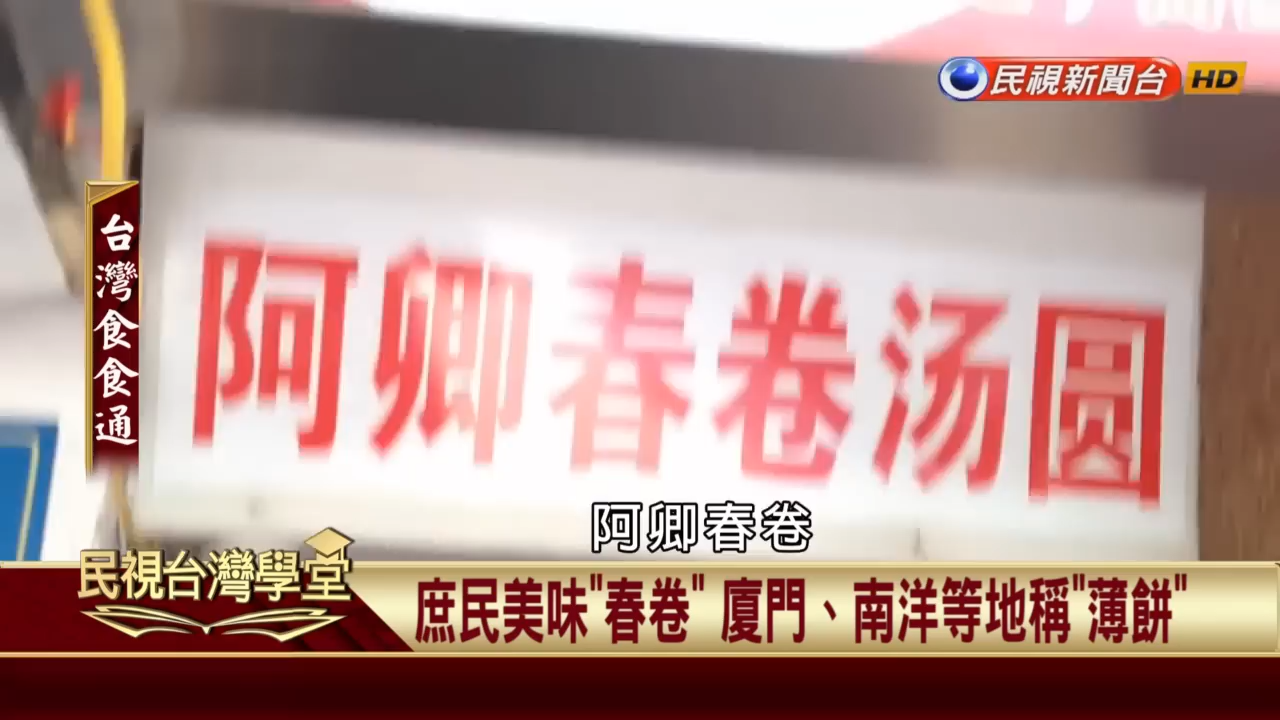 民視新聞台 HD
台灣食食通
阿卿春卷汤圆
阿卿春卷
民視台灣學堂
庶民美味"春卷" 廈門、南洋等地稱"薄餅"